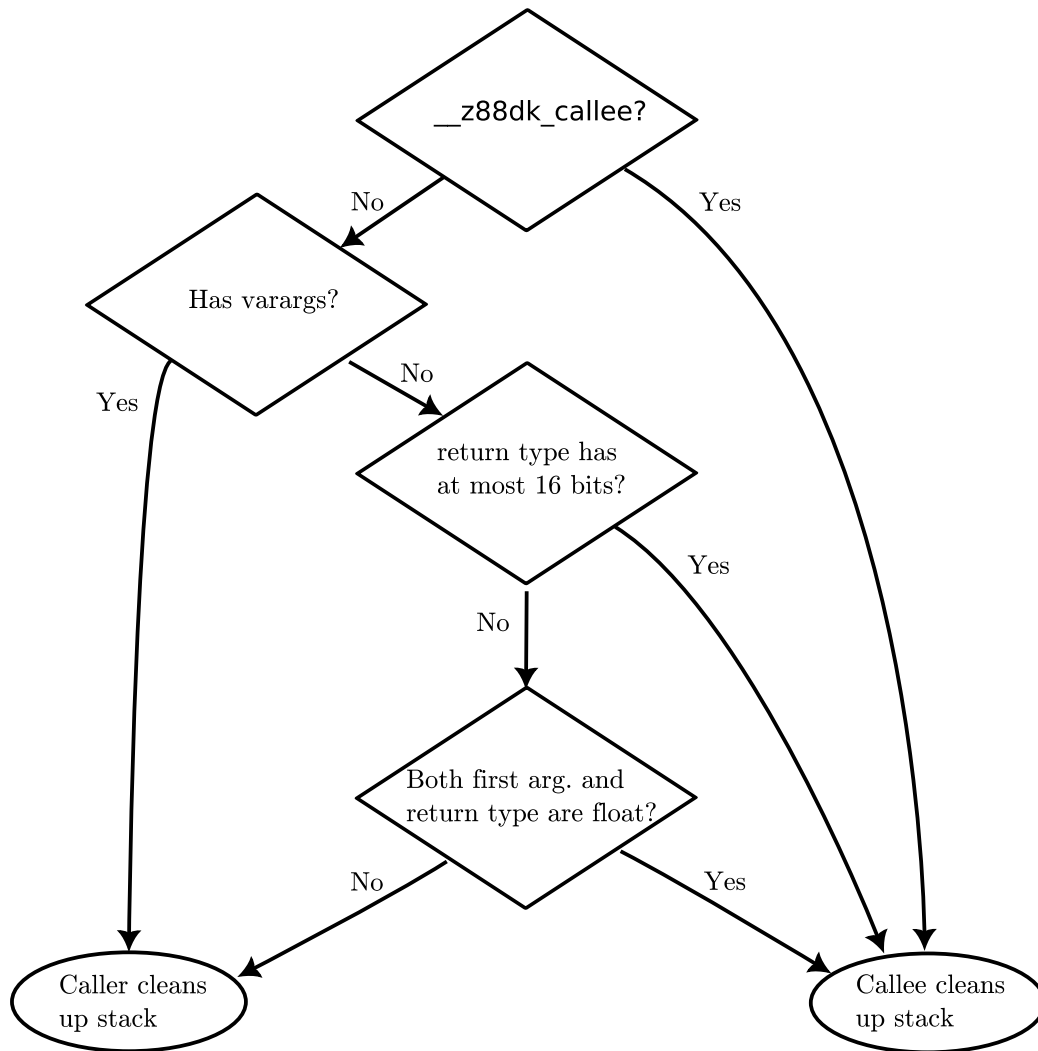 __z88dk_callee?
No
Yes
Has varargs?
Yes
No
return type has
at most 16 bits?
Yes
No
Both first arg. and
return type are float?
No
Yes
Caller cleans
up stack
Callee cleans
up stack